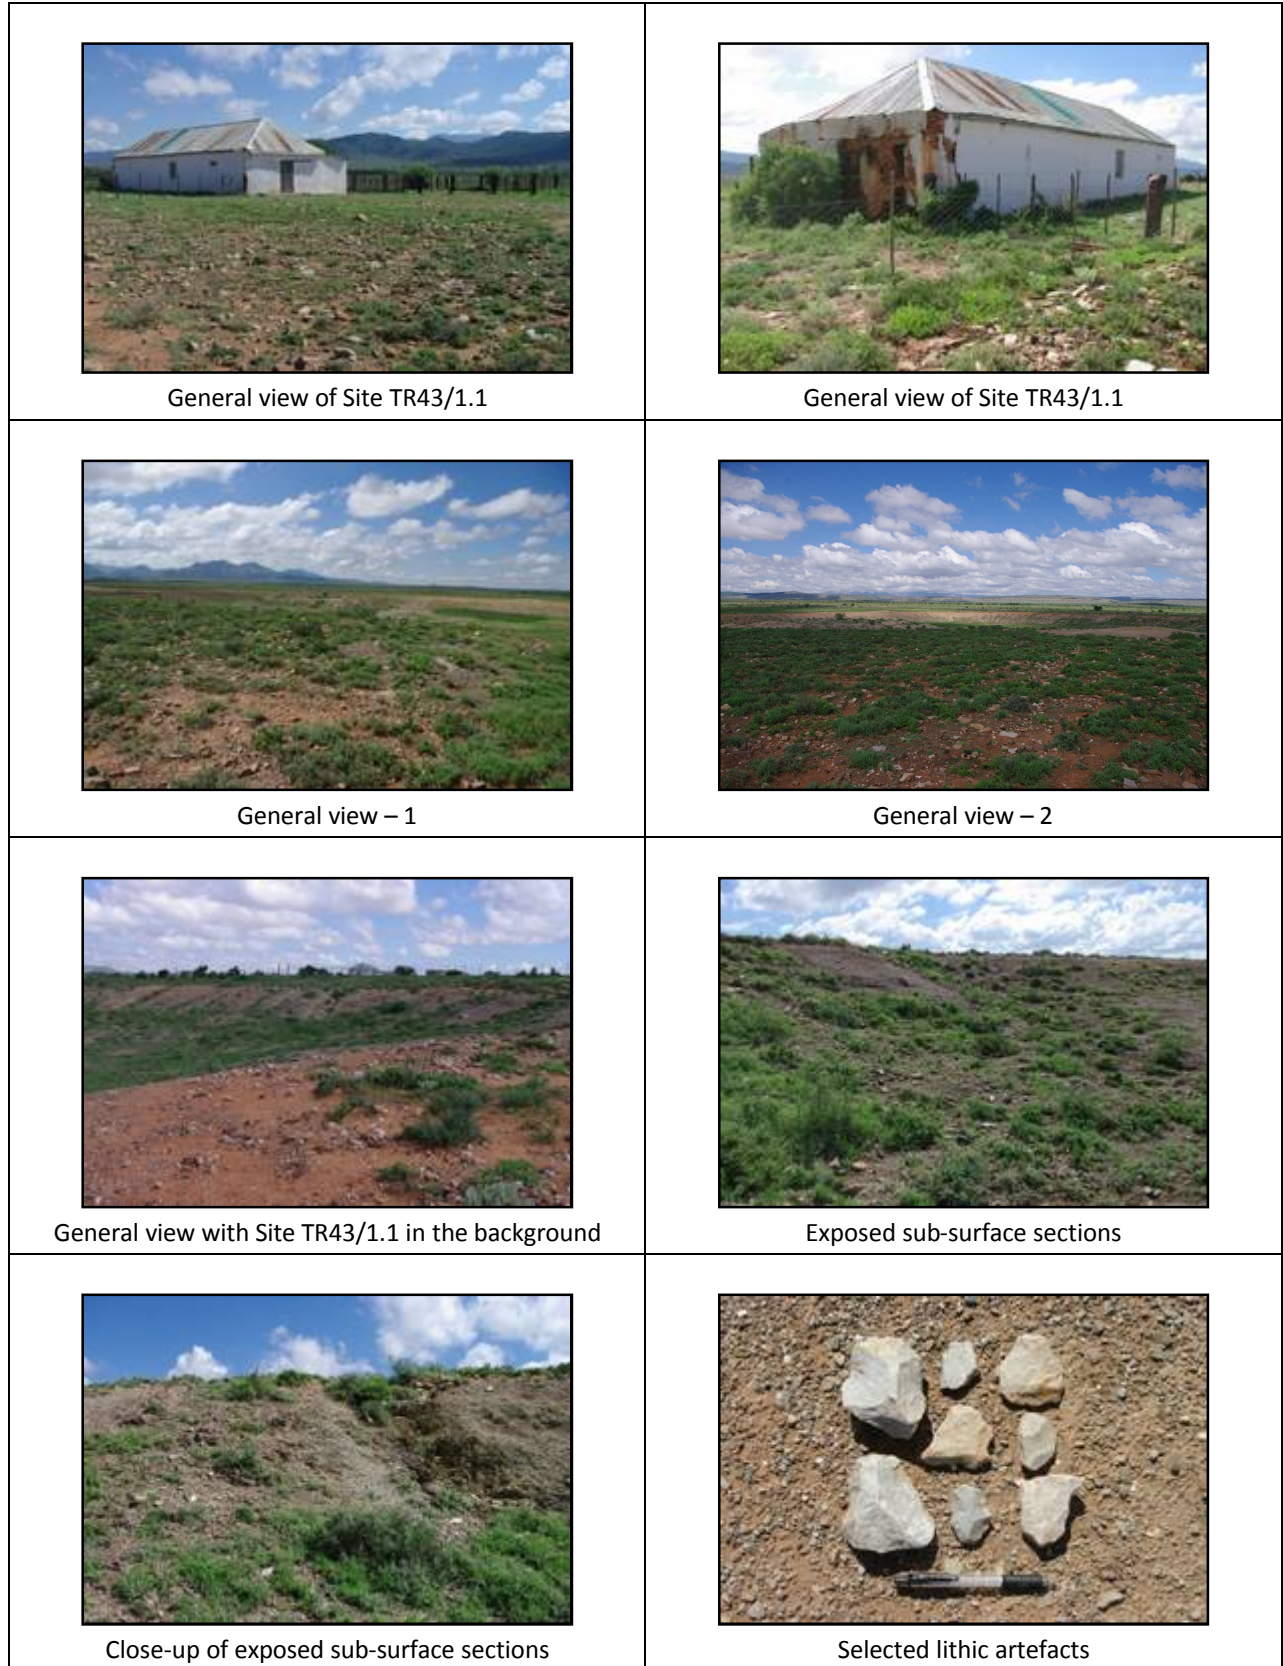 General view of Site TR43/1.1
General view of Site TR43/1.1
General view – 1
General view – 2
General view with Site TR43/1.1 in the background
Exposed sub-surface sections
Close-up of exposed sub-surface sections
Selected lithic artefacts